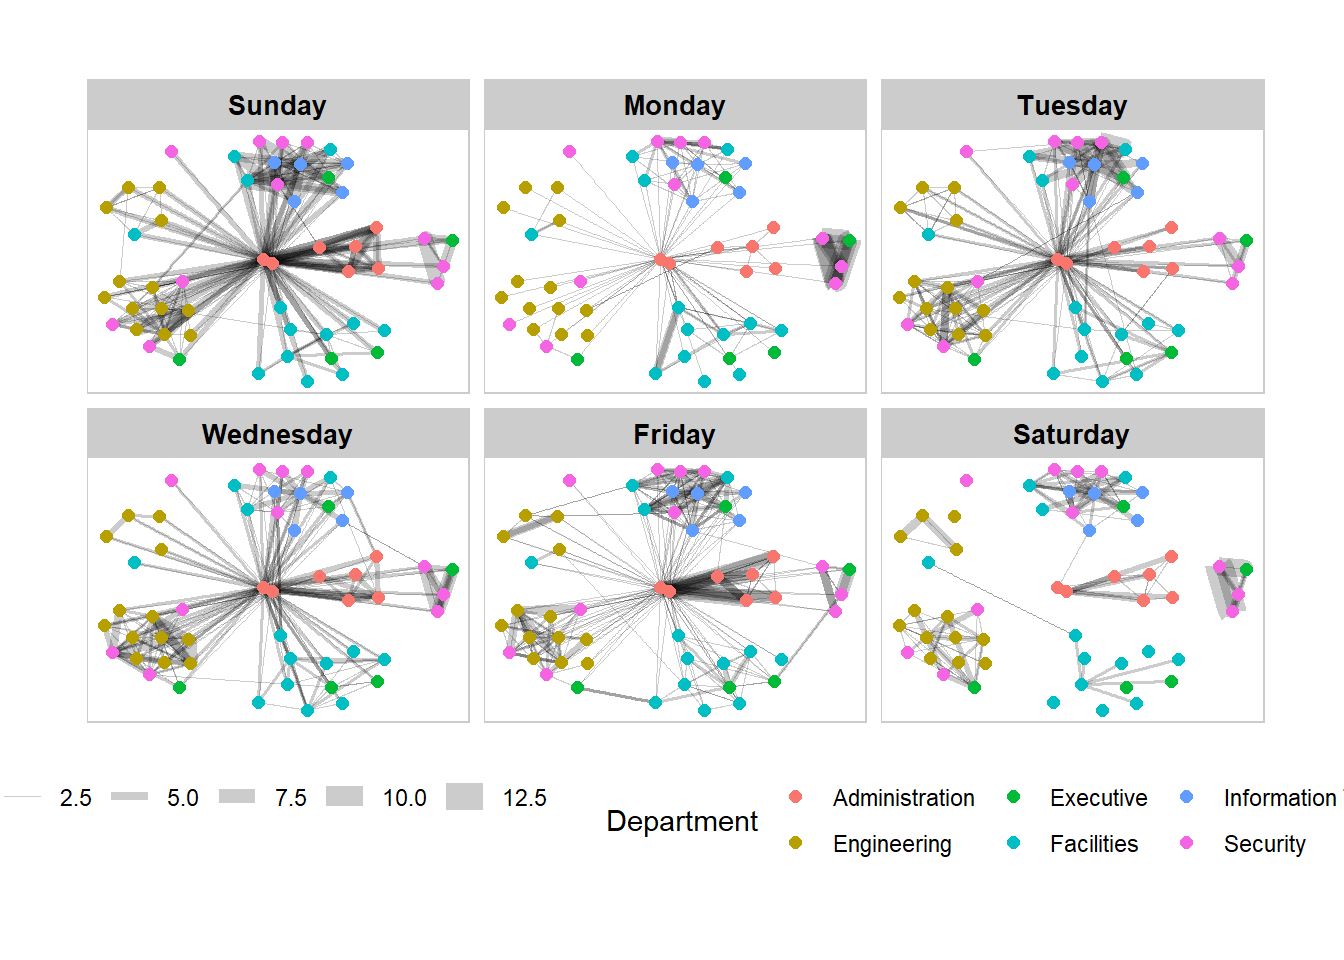 Sunday
Monday
Tuesday
Wednesday
Friday
Saturday
2.5 5.0 7.5 10.0 12.5
Department
Administration Executive Information
Engineering Facilities Security